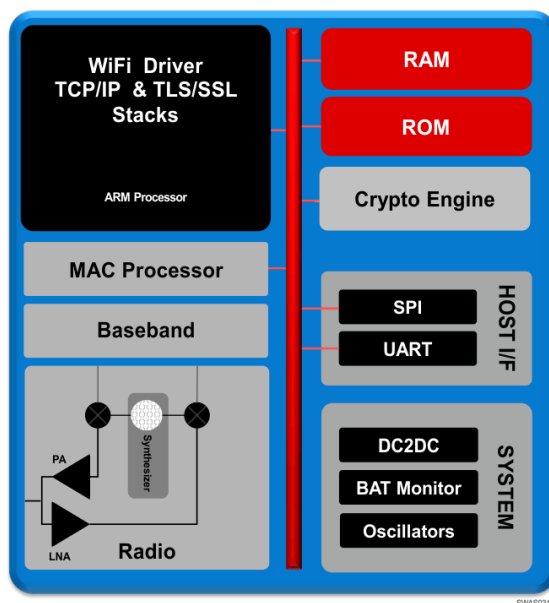 WiFi Driver
TCP/IP & TLS/SSL
Stacks
ARM Processor
MAC Processor
Baseband
Synthesizer
PA
LNA
Radio
RAM
ROM
Crypto Engine
SPI
UART
HOST I/F
DC2DC
BAT Monitor
Oscillators
SYSTEM